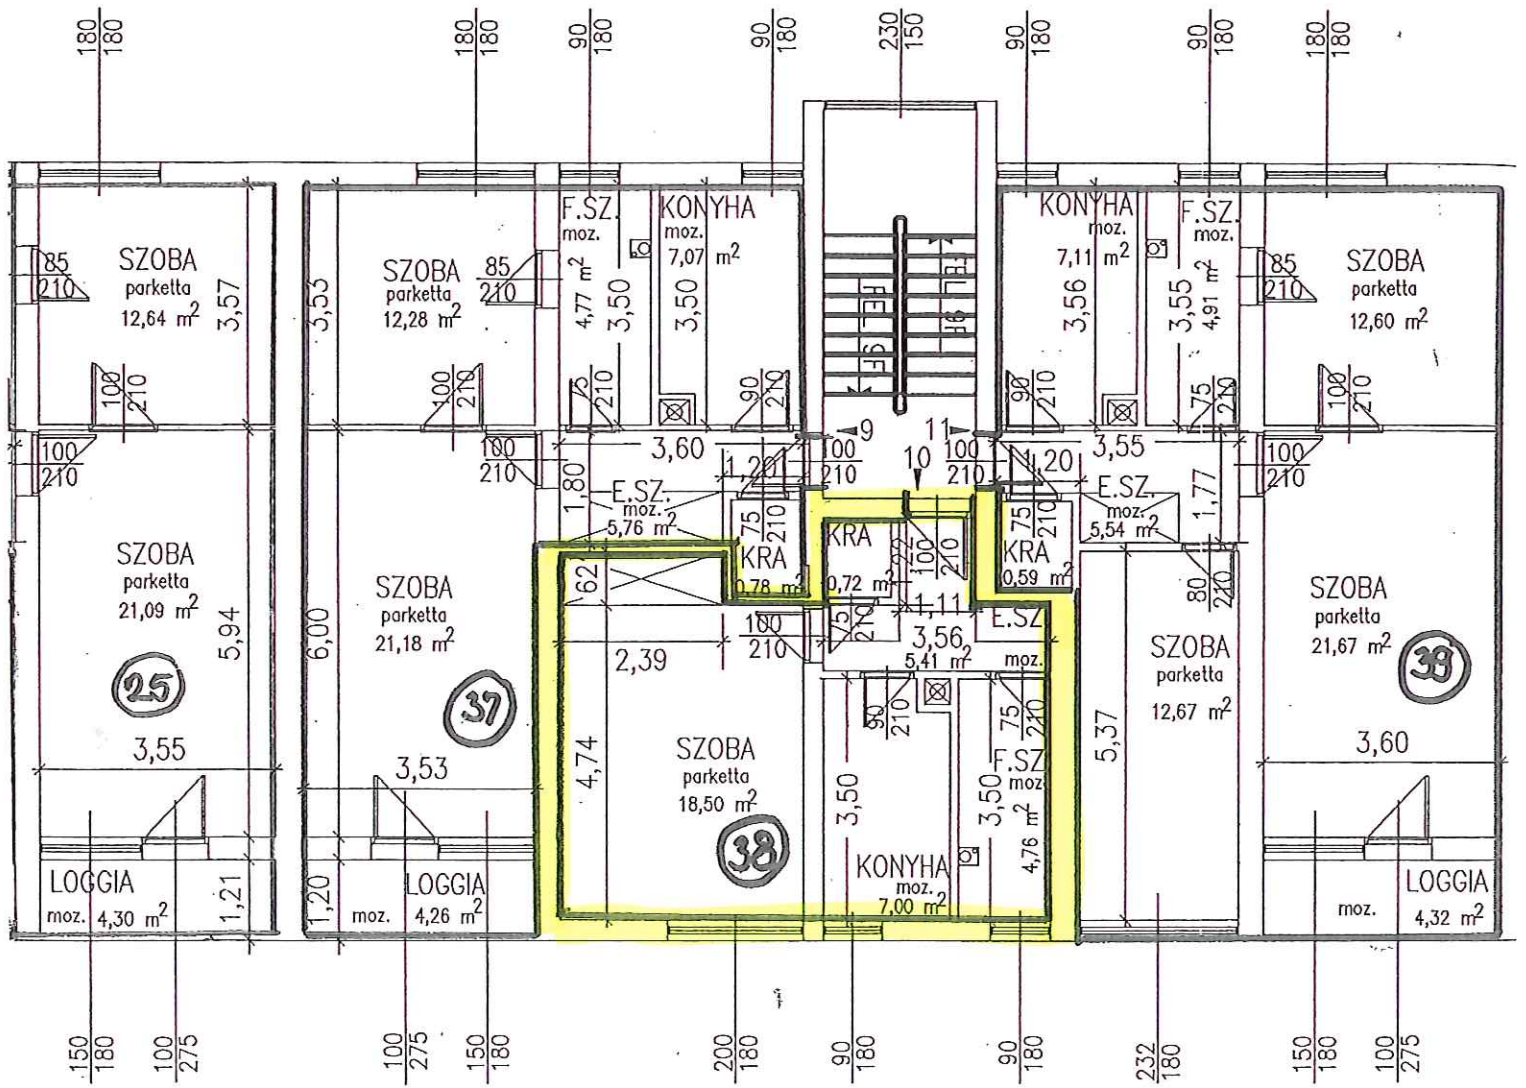 180
180
180
180
90
180
90
180
230
150
90
180
90
180
180
180
SZOBA
parketta
12,64 m²
85
210
3,57
100
210
3,53
SZOBA
parketta
12,28 m²
85
210
100
210
F.SZ.
moz.
4,77 m²
3,50
75
210
KONYHA
moz.
7,07 m²
3,50
90
210
KONYHA
moz.
7,11 m²
3,56
90
210
F.SZ.
moz.
3,55
4,91 m²
75
210
SZOBA
parketta
12,60 m²
85
210
100
210
9
11
10
100
210
100
210
100
210
SZOBA
parketta
21,09 m²
5,94
25
3,55
100
210
SZOBA
parketta
21,18 m²
6,00
37
3,53
3,60
1,20
1,80
E.SZ.
moz.
5,76 m²
75
210
KRA
0,78 m²
KRA
0,72 m²
1,22
100
210
1,11
75
210
3,56
5,41 m²
E.SZ
moz.
3,55
1,20
E.SZ.
moz.
5,54 m²
1,77
75
210
KRA
0,59 m²
100
210
80
210
62
2,39
100
210
4,74
SZOBA
parketta
18,50 m²
38
90
210
3,50
KONYHA
moz.
7,00 m²
75
210
3,50
F.SZ.
moz
4,76 m²
5,37
SZOBA
parketta
12,67 m²
SZOBA
parketta
21,67 m²
39
3,60
LOGGIA
moz. 4,30 m²
1,21
1,20
LOGGIA
moz. 4,26 m²
LOGGIA
moz. 4,32 m²
150
180
100
275
100
275
150
180
200
180
90
180
90
180
232
180
150
180
100
275